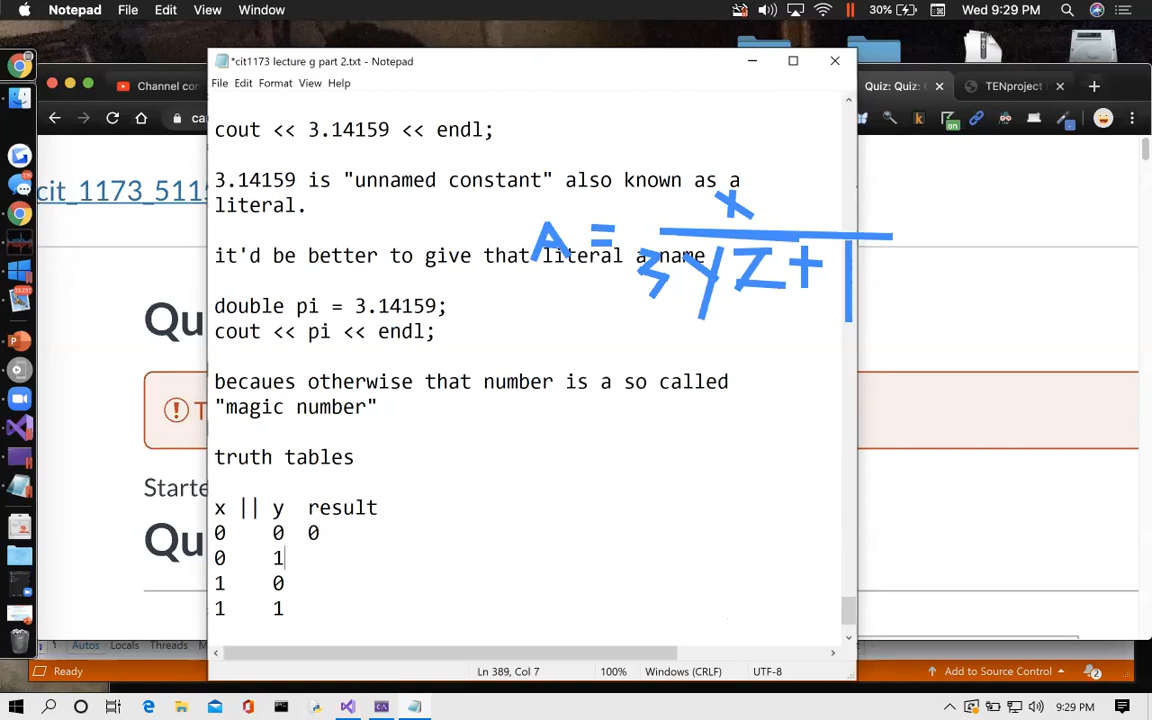 Notepad File Edit View Window 30% Wed 9:29 PM
*cit1173 lecture g part 2.txt - Notepad
File Edit Format View Help
Channel con
Quiz: Quiz: (
TENproject
cit_1173_5115
cout << 3.14159 << endl;
3.14159 is "unnamed constant" also known as a
literal.
it'd be better to give that literal a name
double pi = 3.14159;
cout << pi << endl;
becaues otherwise that number is a so called
"magic number"
truth tables
x || y result
0 0 0
0 1
1 0
1 1
A = x
3yz+1
Qui
T
Starte
Qu
on
Ln 389, Col 7 100% Windows (CRLF) UTF-8
Autos Locals Threads
Ready Add to Source Control 2
9:29 PM